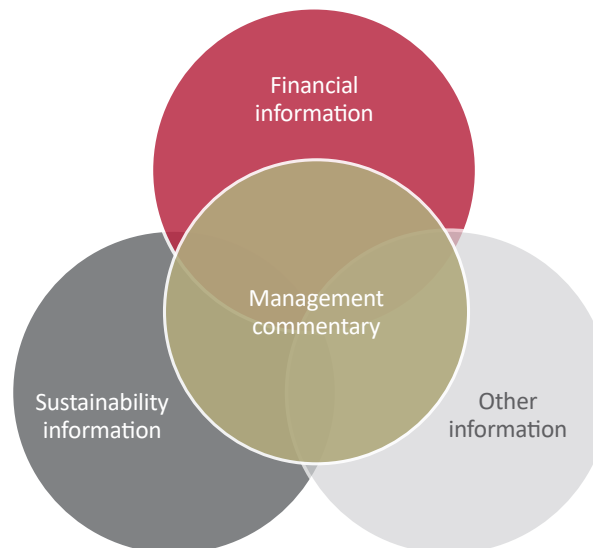 Financial
information
Management
commentary
Sustainability
information
Other
information